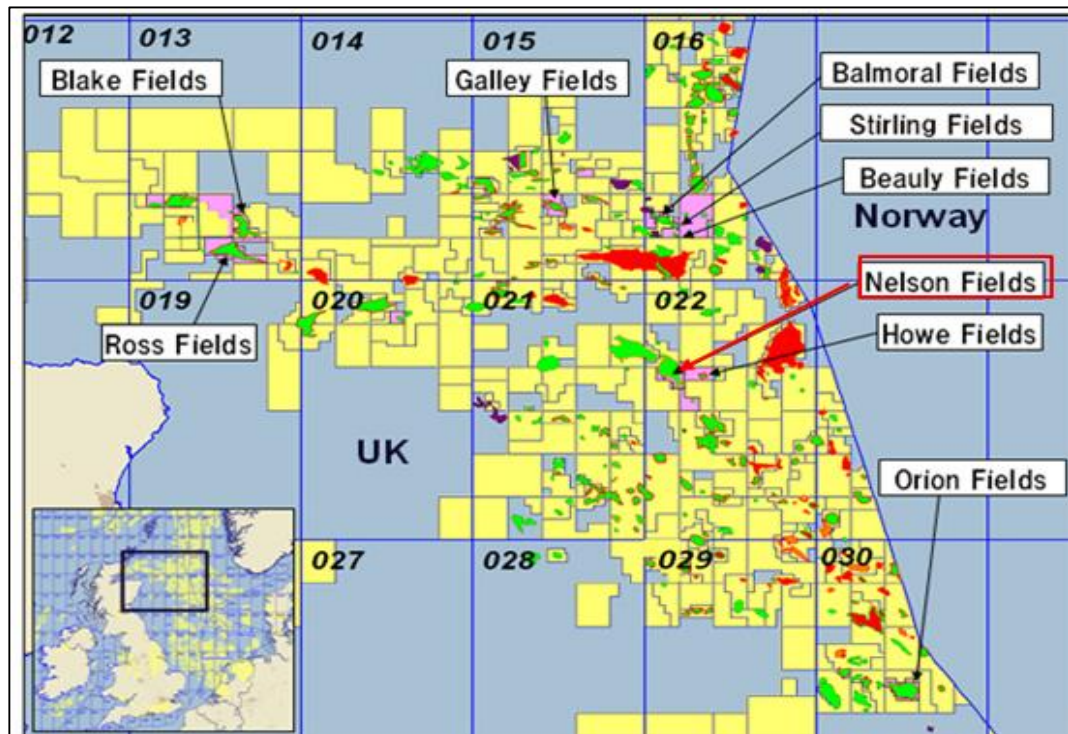 012
013
014
015
016
Blake Fields
Galley Fields
Balmoral Fields
Stirling Fields
Beauly Fields
Norway
Nelson Fields
019
020
021
022
Ross Fields
Howe Fields
UK
Orion Fields
027
028
029
030